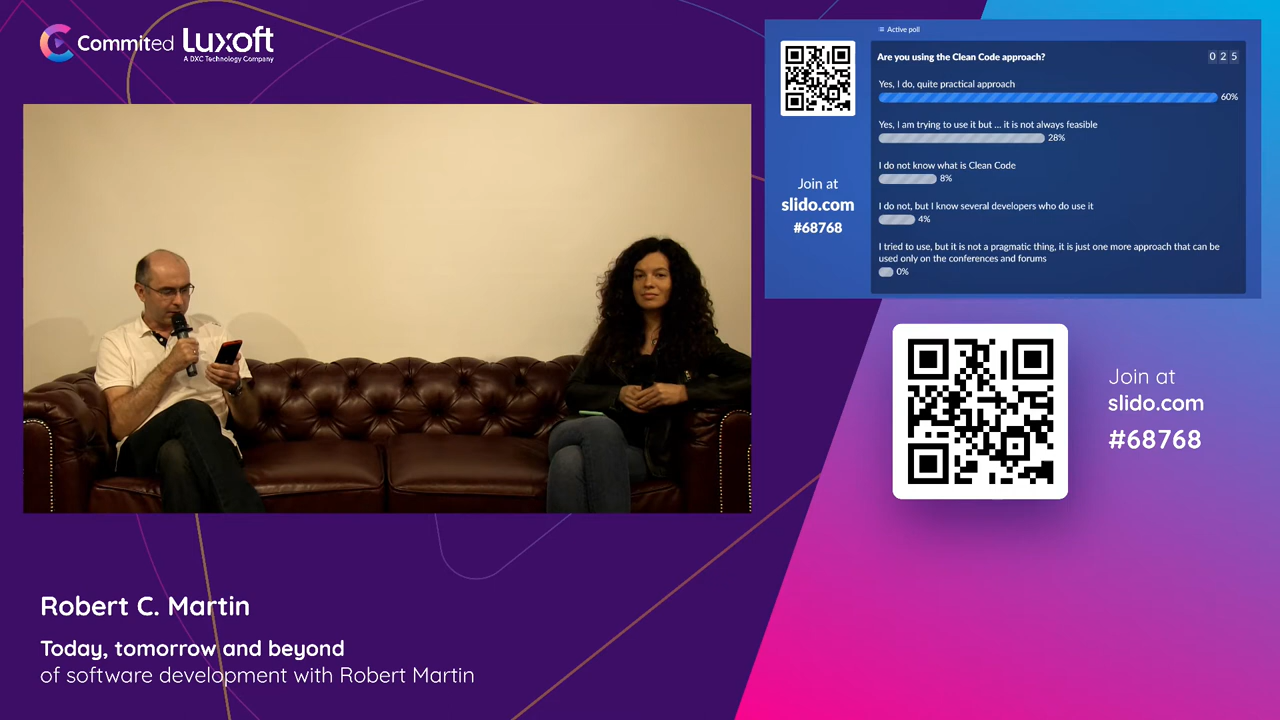 Commited Luxoft
A DXC Technology Company
Active poll
Are you using the Clean Code approach?
0 2 5
Yes, I do, quite practical approach
60%
Yes, I am trying to use it but ... it is not always feasible
28%
I do not know what is Clean Code
8%
I do not, but I know several developers who do use it
4%
I tried to use, but it is not a pragmatic thing, it is just one more approach that can be
used only on the conferences and forums
0%
Join at
slido.com
#68768
Join at
slido.com
#68768
Robert C. Martin
Today, tomorrow and beyond
of software development with Robert Martin